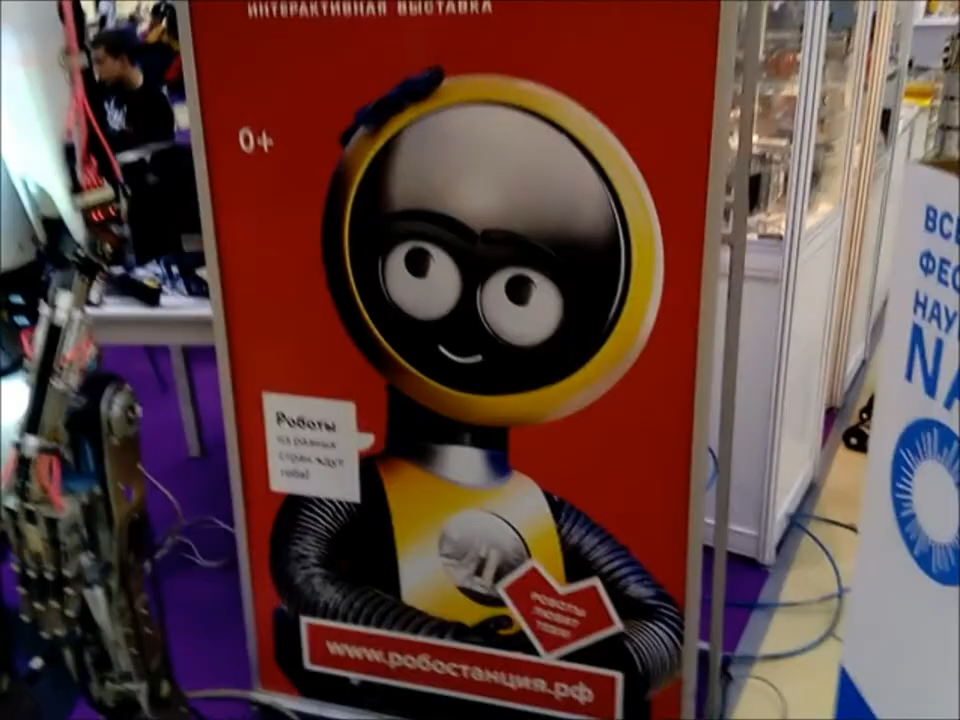 ИНТЕРАКТИВНАЯ ВЫСТАВКА
0+
Роботы
из разных
стран ждут
тебя!
РОБОТЫ
ЛЮБЯТ
ТЕБЯ!
www.робостанция.рф
ВСЕ
ФЕС
НАУ
NA